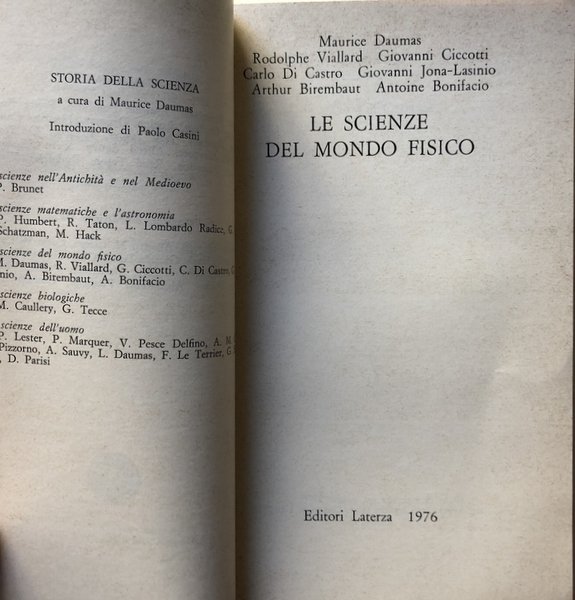 STORIA DELLA SCIENZA
a cura di Maurice Daumas
Introduzione di Paolo Casini
scienze nell'Antichità e nel Medioevo
P. Brunet
scienze matematiche e l'astronomia
P. Humbert, R. Taton, L. Lombardo Radice, G.
Schatzman, M. Hack
scienze del mondo fisico
M. Daumas, R. Viallard, G. Ciccotti, C. Di Castro, G.
nio, A. Birembaut, A. Bonifacio
scienze biologiche
M. Caullery, G. Tecce
scienze dell'uomo
P. Lester, P. Marquer, V. Pesce Delfino, A. M.
Pizzorno, A. Sauvy, L. Daumas, F. Le Terrier, G
, D. Parisi
Maurice Daumas
Rodolphe Viallard Giovanni Ciccotti
Carlo Di Castro Giovanni Jona-Lasinio
Arthur Birembaut Antoine Bonifacio
LE SCIENZE
DEL MONDO FISICO
Editori Laterza 1976